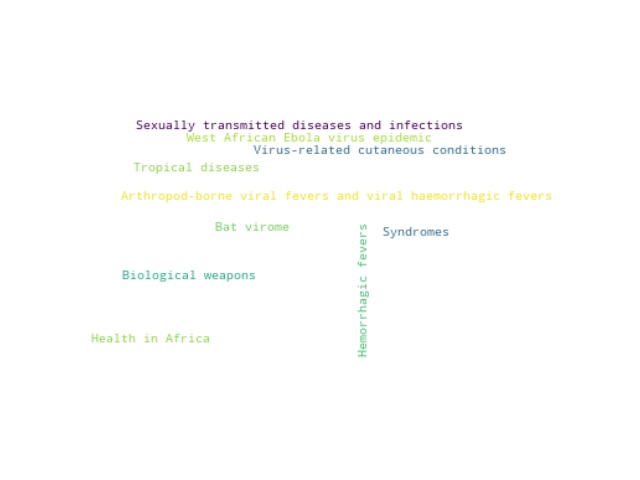 Sexually transmitted diseases and infections
West African Ebola virus epidemic
Virus-related cutaneous conditions
Tropical diseases
Arthropod-borne viral fevers and viral haemorrhagic fevers
Bat virome
Syndromes
Hemorrhagic fevers
Biological weapons
Health in Africa